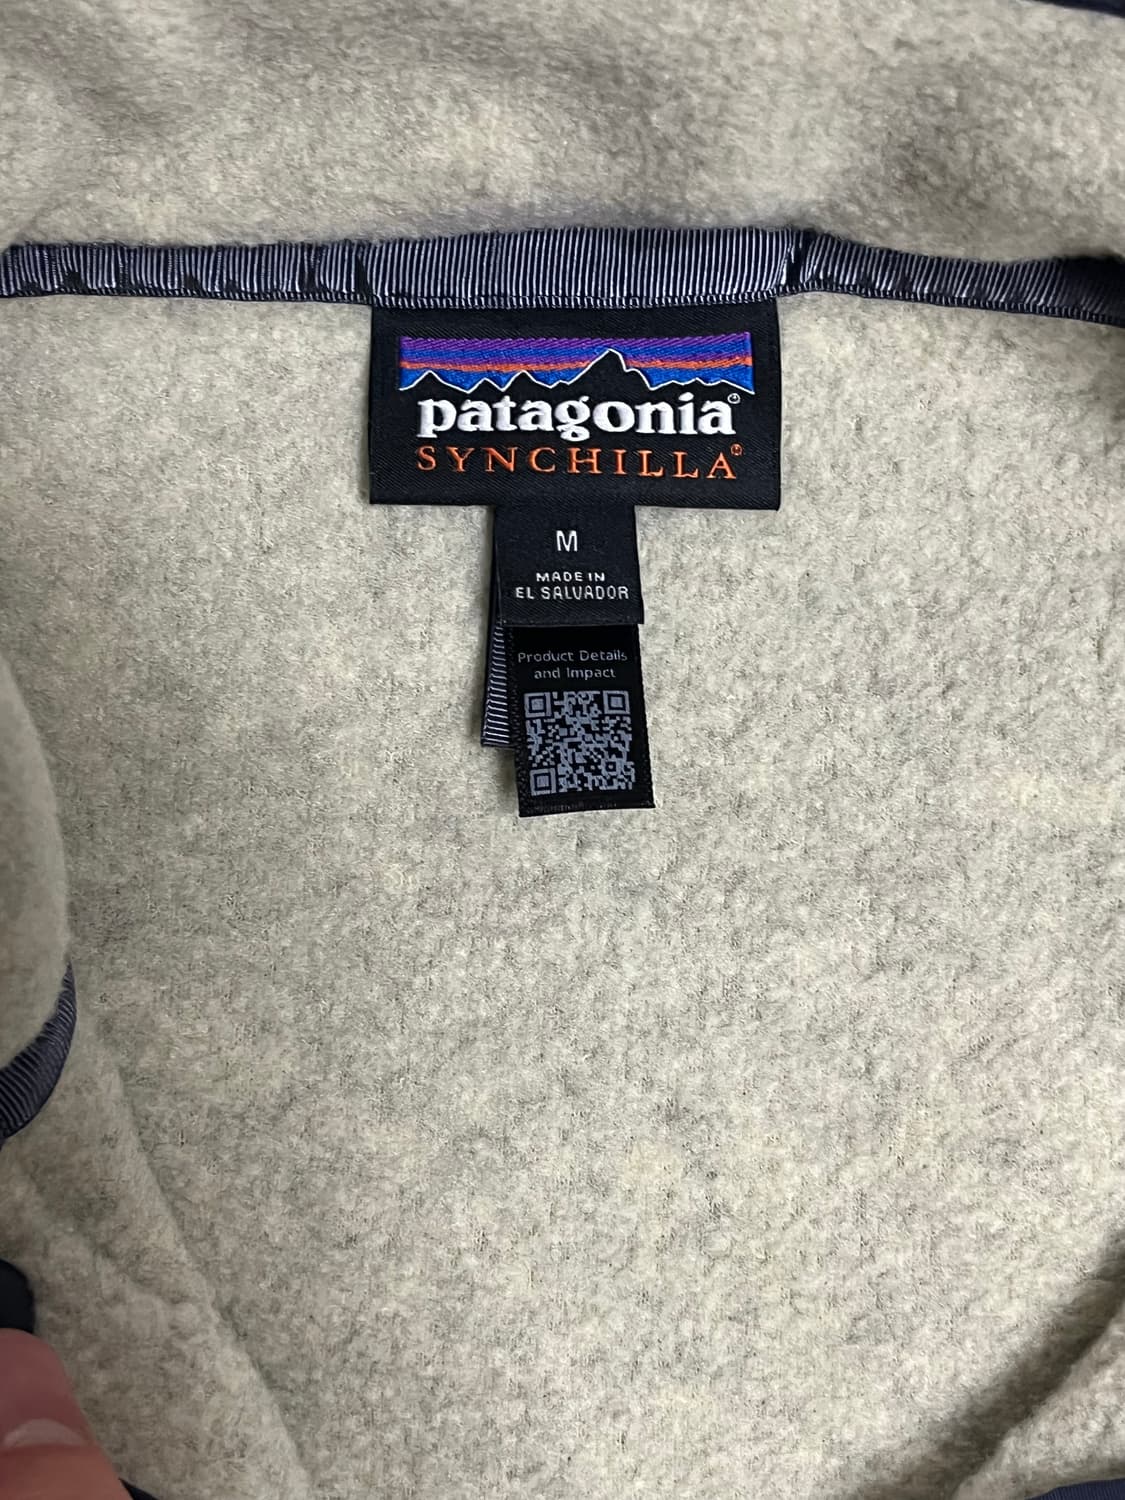 patagonia®
SYNCHILLA®
M
MADE IN
EL SALVADOR
Product Details
and Impact